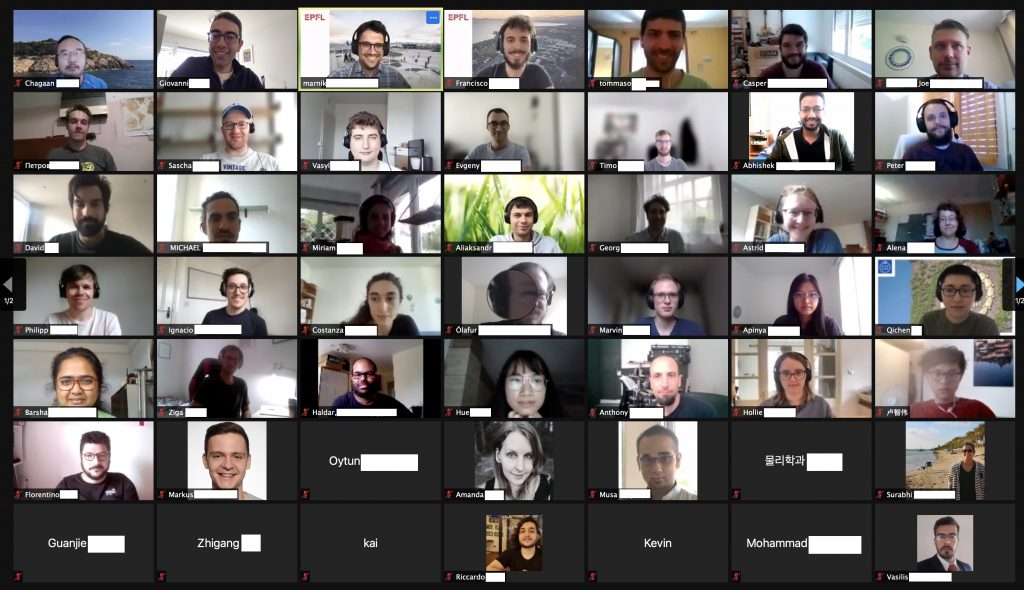 Chagaan
Giovanni
EPFL
marnik
EPFL
Francisco
tommaso
Casper
Joe
Петров
Sascha
VINTAGE
Vasyl
Evgeny
Timo
Abhishek
Peter
David
MICHAEL
Miriam
Aliaksandr
Georg
Astrid
Alena
1/2
1/2
Philipp
Ignacio
Costanza
Ólafur
Marvin
Apinya
Qichen
Barsha
Ziga
Haldar,
Hue
Anthony
Hollie
卢智伟
Florentino
Markus
Oytun
Amanda
Musa
물리학과
Surabhi
Guanjie
Zhigang
kai
Riccardo
Kevin
Mohammad
Vasilis